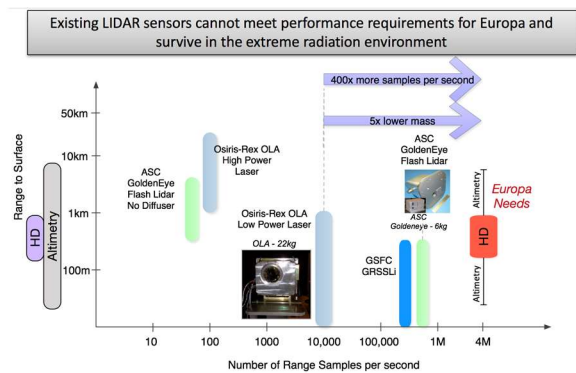 Existing LIDAR sensors cannot meet performance requirements for Europa and
survive in the extreme radiation environment
400x more samples per second
5x lower mass
Range to Surface
50km
10km
1km
100m
HD
Altimetry
ASC
GoldenEye
Flash Lidar
No Diffuser
Osiris-Rex OLA
High Power
Laser
Osiris-Rex OLA
Low Power Laser
OLA - 22kg
ASC
GoldenEye
Flash Lidar
ASC
Goldeneye - 6kg
GSFC
GRSSLi
Altimetry
HD
Altimetry
Europa
Needs
10
100
1000
10,000
100,000
1M
4M
Number of Range Samples per second